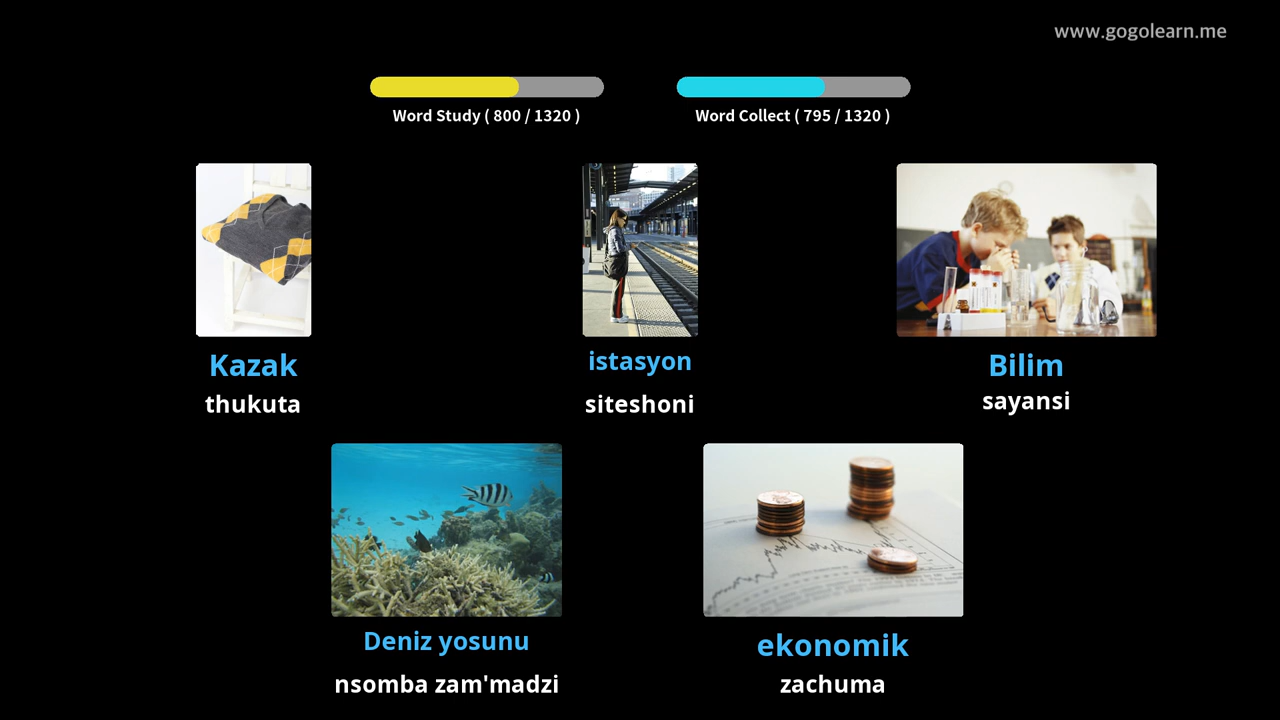 www.gogolearn.me
Word Study ( 800 / 1320 )
Word Collect ( 795 / 1320 )
Kazak
thukuta
istasyon
siteshoni
Bilim
sayansi
Deniz yosunu
nsomba zam'madzi
ekonomik
zachuma